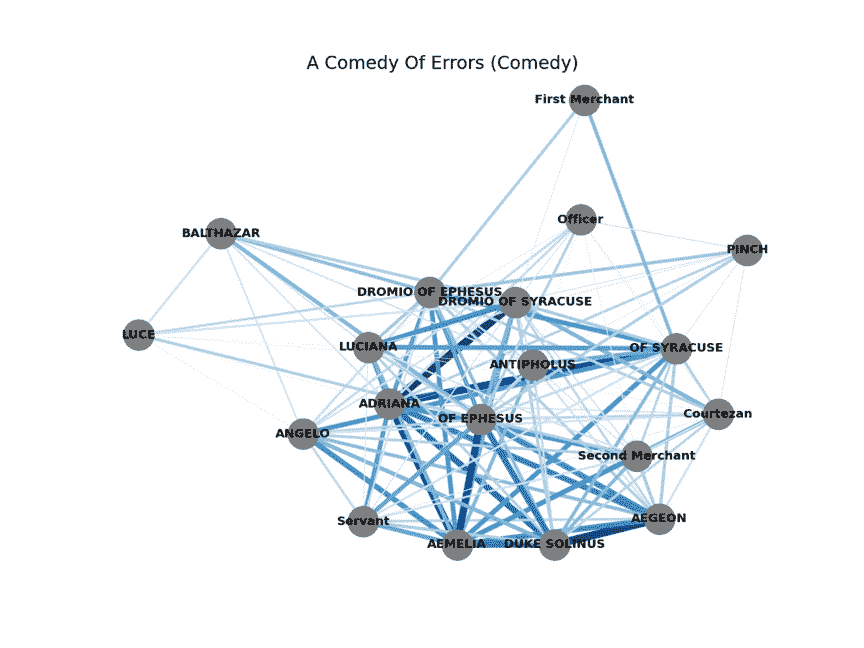 A Comedy Of Errors (Comedy)
First Merchant
Officer
BALTHAZAR
PINCH
DROMIO OF EPHESUS
DROMIO OF SYRACUSE
LUCE
LUCIANA
OF SYRACUSE
ANTIPHOLUS
ADRIANA
Courtezan
OF EPHESUS
ANGELO
Second Merchant
Servant
AEGEON
AEMELIA
DUKE SOLINUS